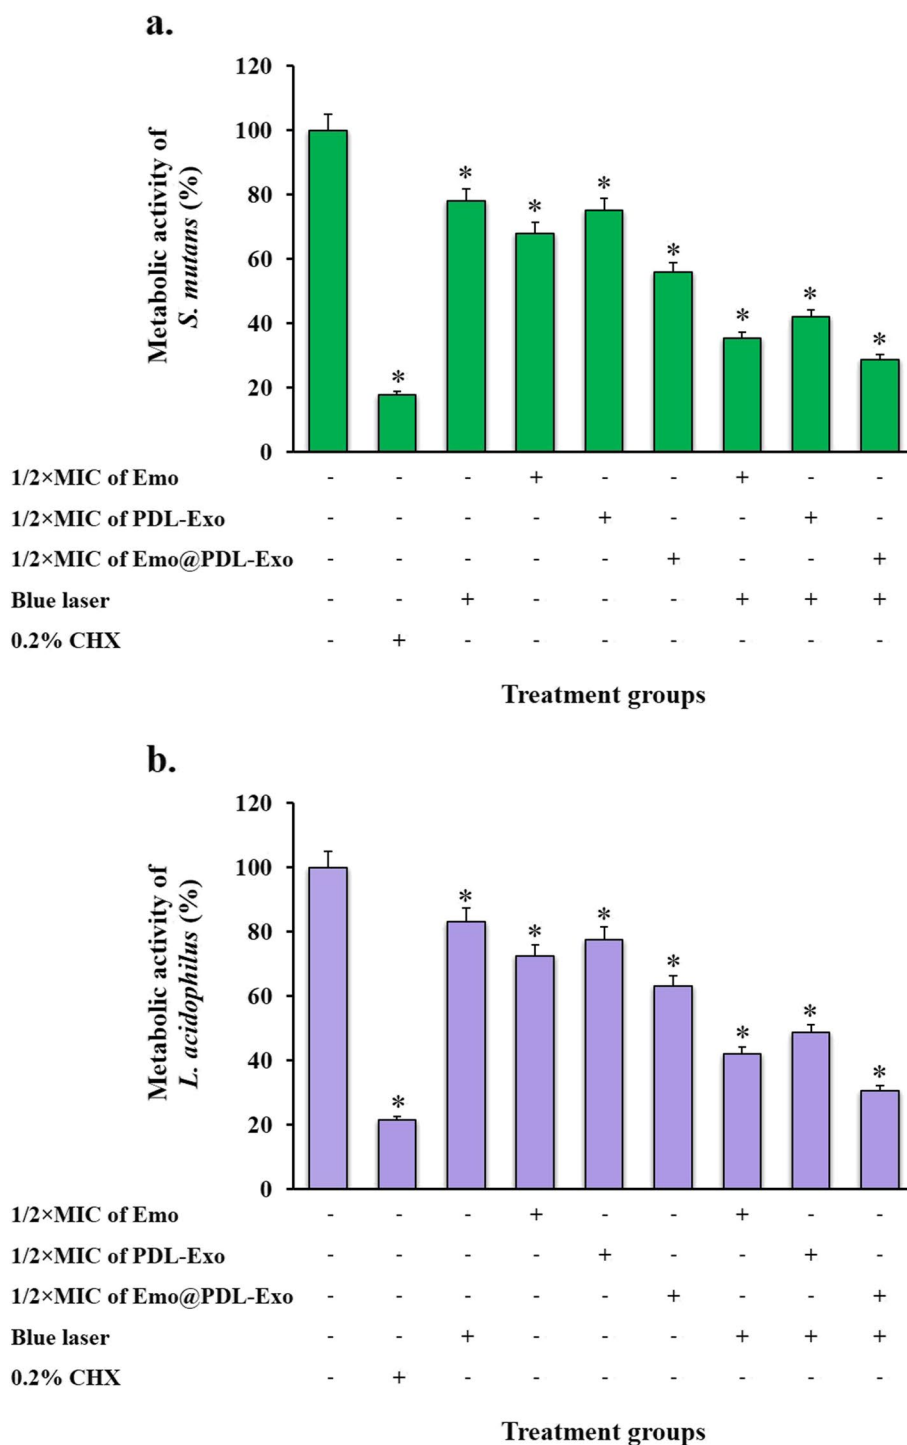 a.
Metabolic activity of
S. mutans (%)
120
100
80
60
40
20
0
* * * * * * * *
1/2×MIC of Emo - - - + - - + - -
1/2×MIC of PDL-Exo - - - - + - - + -
1/2×MIC of Emo@PDL-Exo - - - - - + - - +
Blue laser - - + - - - + + +
0.2% CHX - + - - - - - - -
Treatment groups
b.
Metabolic activity of
L. acidophilus (%)
120
100
80
60
40
20
0
* * * * * * * *
1/2×MIC of Emo - - - + - - + - -
1/2×MIC of PDL-Exo - - - - + - - + -
1/2×MIC of Emo@PDL-Exo - - - - - + - - +
Blue laser - - + - - - + + +
0.2% CHX - + - - - - - - -
Treatment groups